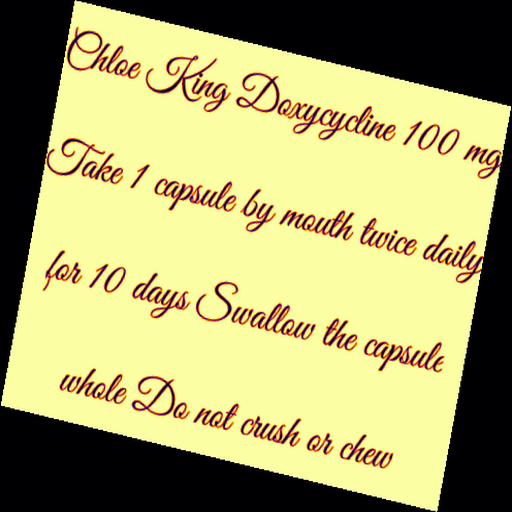 Chloe King Doxycycline 100 mg
Take 1 capsule by mouth twice daily
for 10 days Swallow the capsule
whole Do not crush or chew